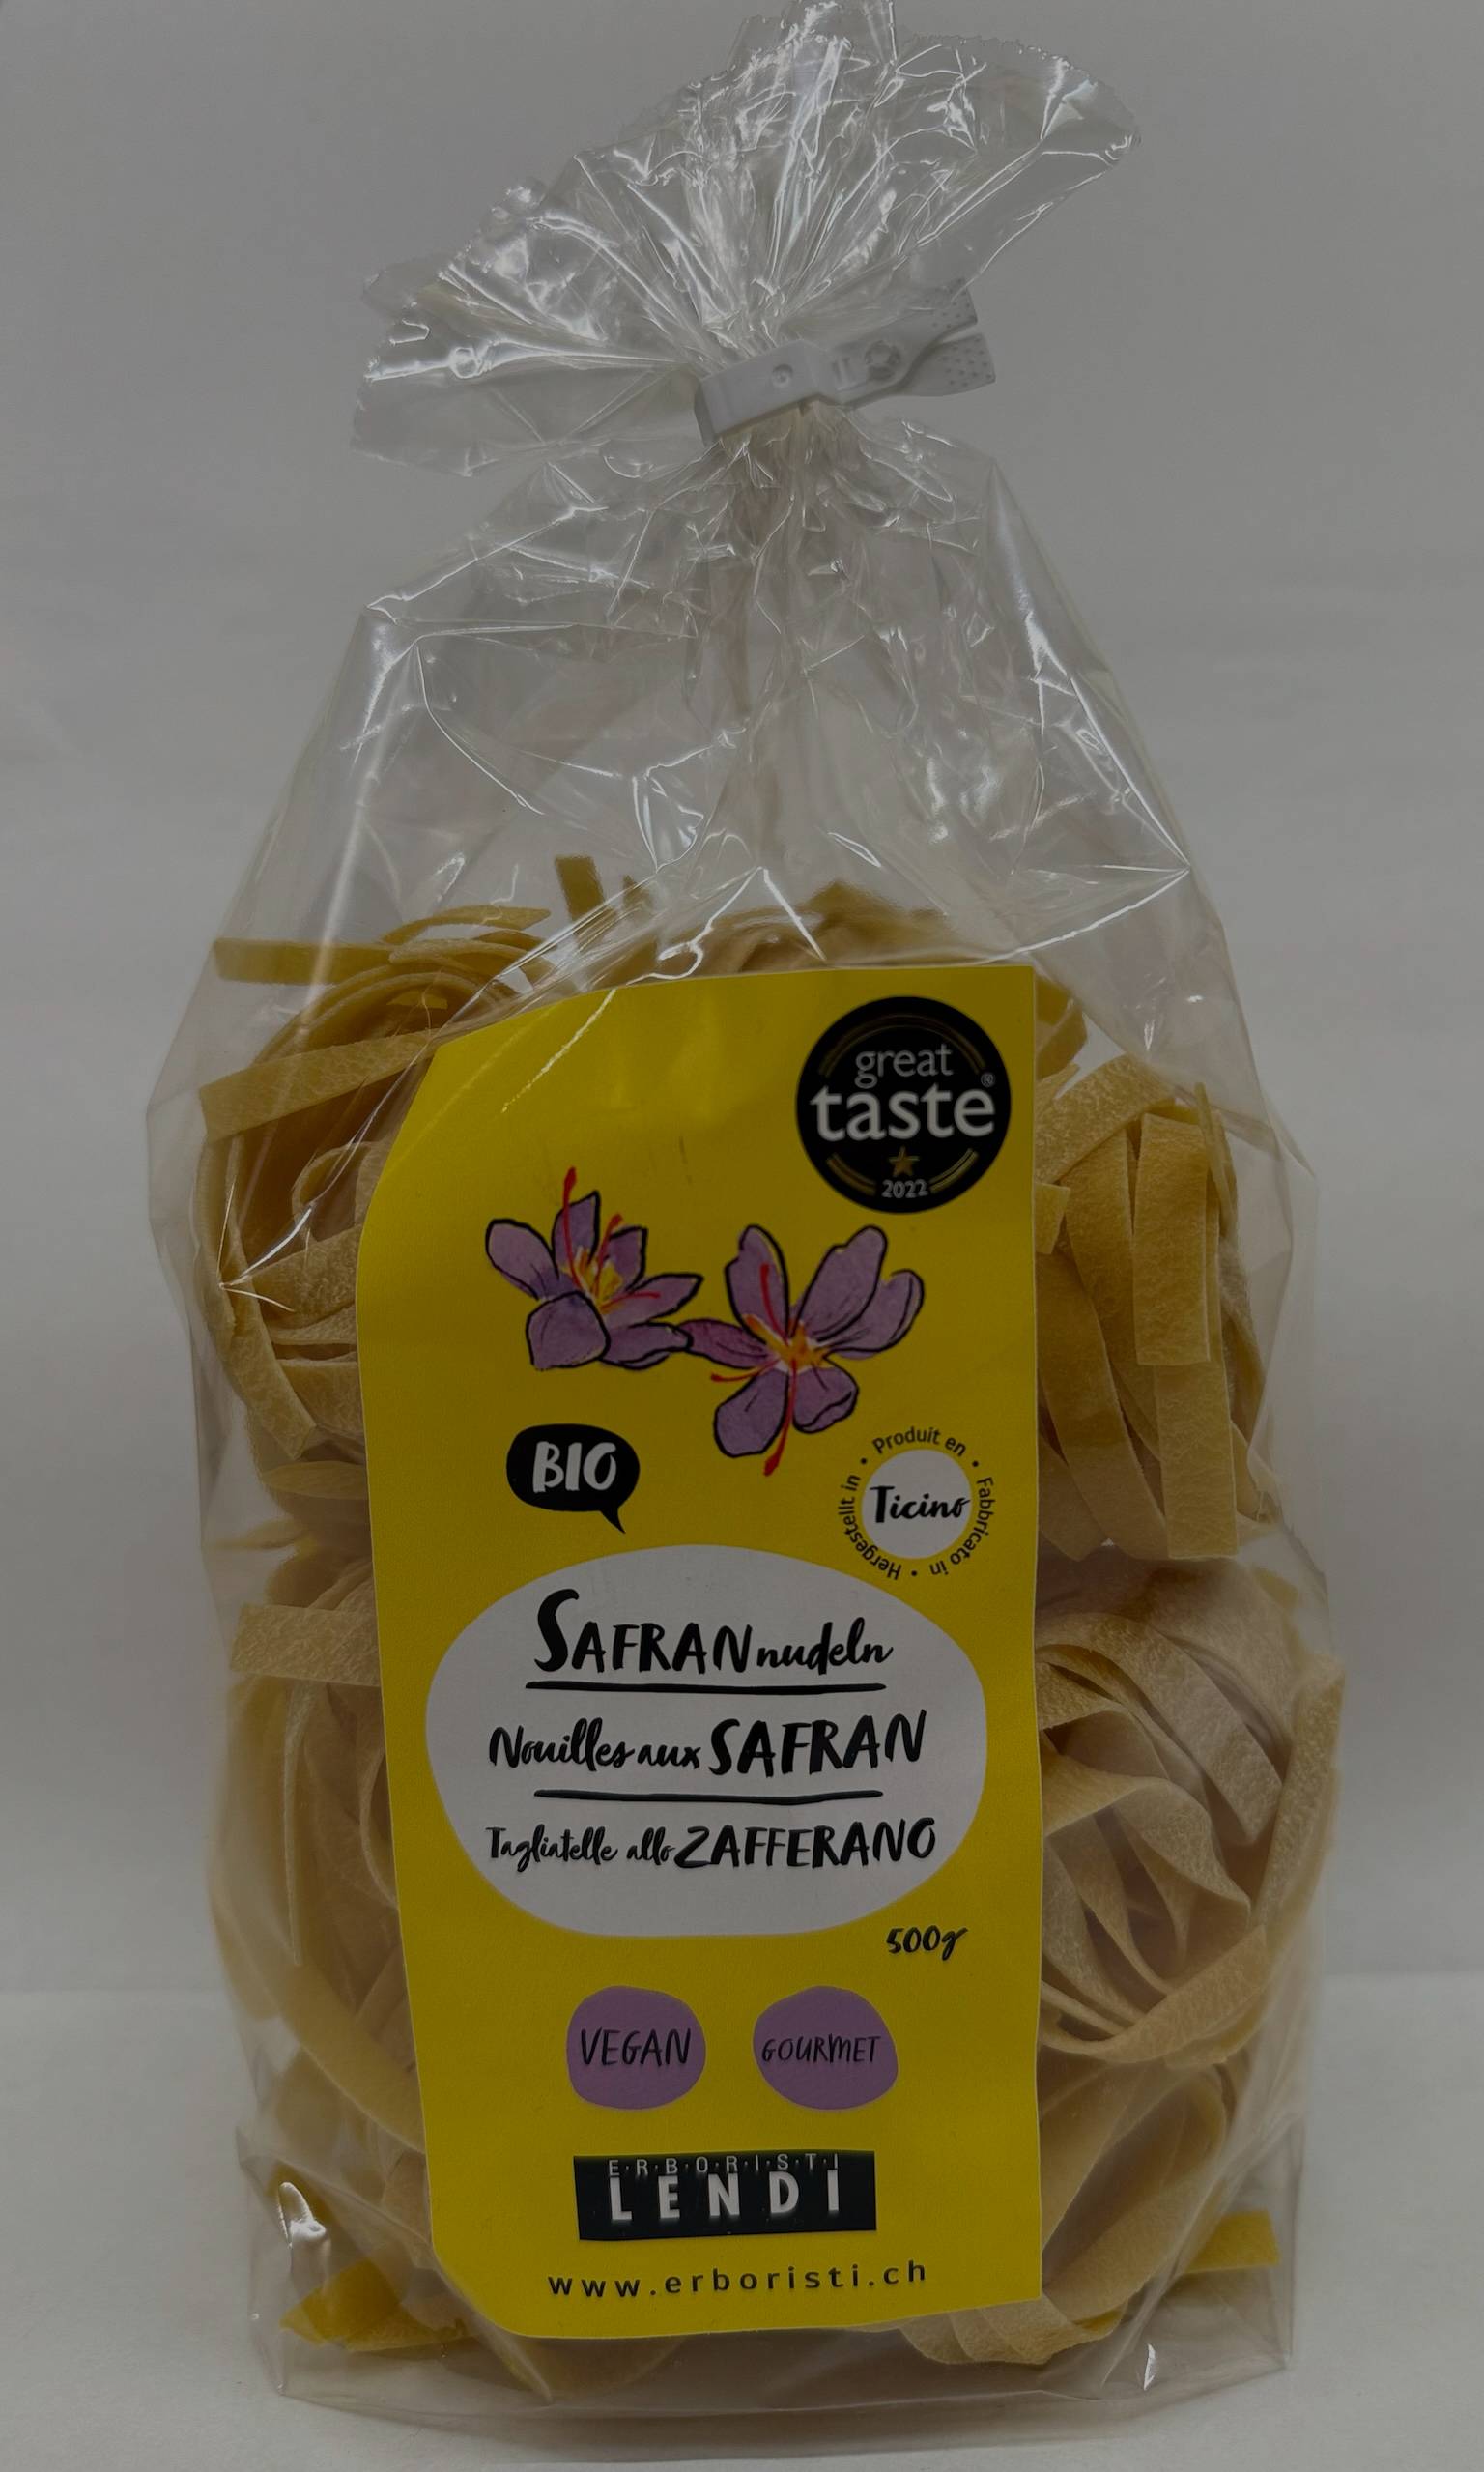 great
taste®
2022
BIO
Produit en • Fabbricato in • Hergestellt in •
Ticino
SAFRANnudeln
Nouilles aux SAFRAN
Tagliatelle allo ZAFFERANO
500g
VEGAN
GOURMET
E·R·B·O·R·I·S·T·I
LENDI
www.erboristi.ch